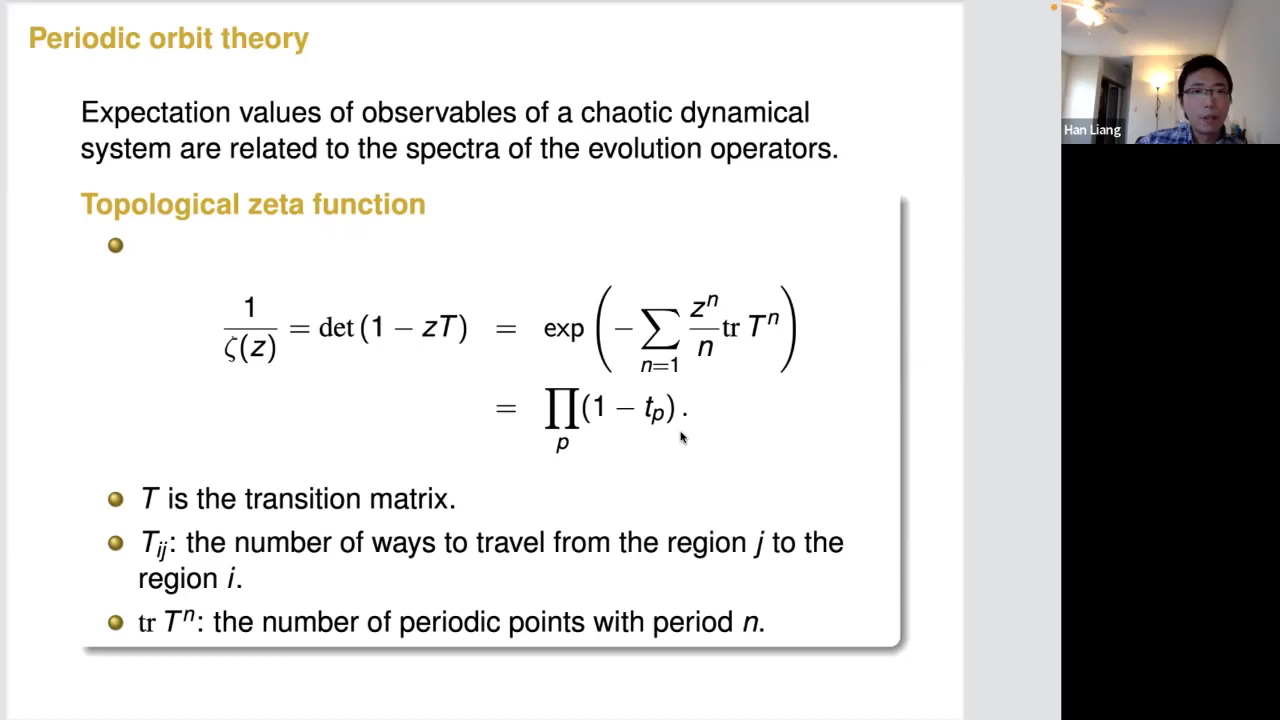 Periodic orbit theory
Expectation values of observables of a chaotic dynamical
system are related to the spectra of the evolution operators.
Topological zeta function
1/ζ(z) = det (1 − zT) = exp (−∑_{n=1} z^n/n tr T^n)
= ∏_p (1 − t_p) .
T is the transition matrix.
T_{ij}: the number of ways to travel from the region j to the
region i.
tr T^n: the number of periodic points with period n.
Han Liang